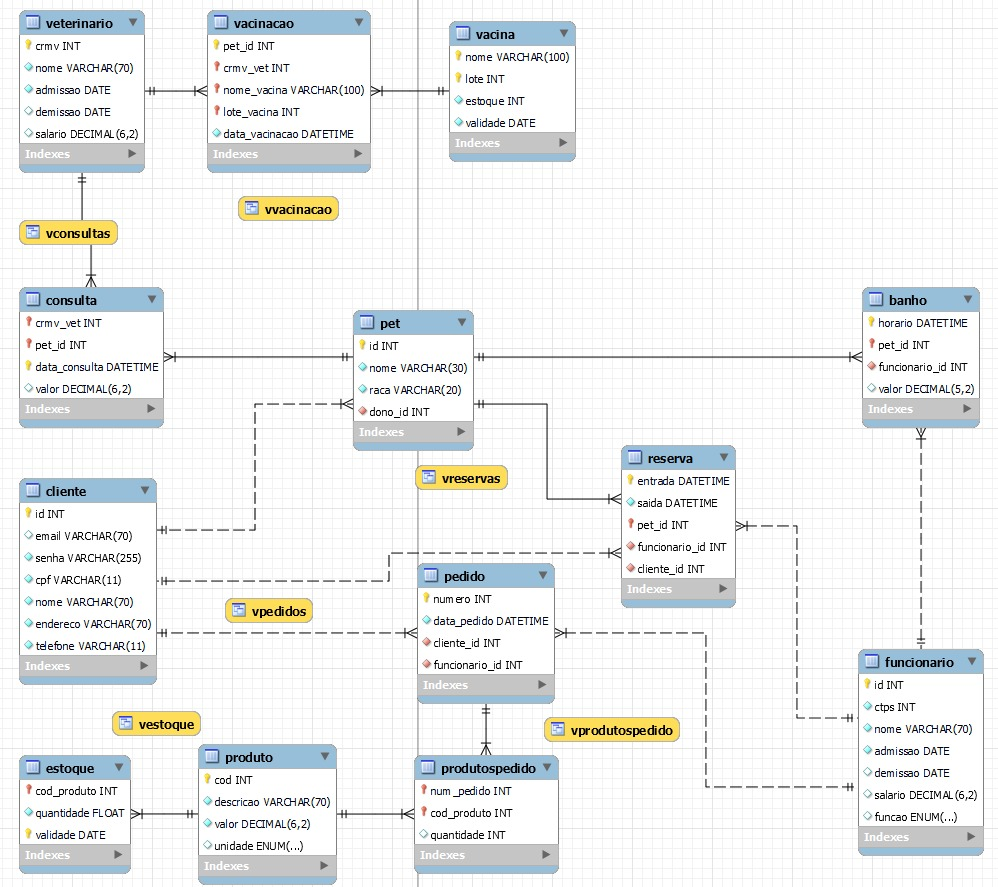 veterinario
crmv INT
nome VARCHAR(70)
admissao DATE
demissao DATE
salario DECIMAL(6,2)
Indexes
vacinacao
pet_id INT
crmv_vet INT
nome_vacina VARCHAR(100)
lote_vacina INT
data_vacinacao DATETIME
Indexes
vacina
nome VARCHAR(100)
lote INT
estoque INT
validade DATE
Indexes
vvacinacao
vconsultas
consulta
crmv_vet INT
pet_id INT
data_consulta DATETIME
valor DECIMAL(6,2)
Indexes
pet
id INT
nome VARCHAR(30)
raca VARCHAR(20)
dono_id INT
Indexes
banho
horario DATETIME
pet_id INT
funcionario_id INT
valor DECIMAL(5,2)
Indexes
vreservas
reserva
entrada DATETIME
saida DATETIME
pet_id INT
funcionario_id INT
cliente_id INT
Indexes
cliente
id INT
email VARCHAR(70)
senha VARCHAR(255)
cpf VARCHAR(11)
nome VARCHAR(70)
endereco VARCHAR(70)
telefone VARCHAR(11)
Indexes
vpedidos
pedido
numero INT
data_pedido DATETIME
cliente_id INT
funcionario_id INT
Indexes
funcionario
id INT
ctps INT
nome VARCHAR(70)
admissao DATE
demissao DATE
salario DECIMAL(6,2)
funcao ENUM(...)
Indexes
vestoque
vprodutospedido
estoque
cod_produto INT
quantidade FLOAT
validade DATE
Indexes
produto
cod INT
descricao VARCHAR(70)
valor DECIMAL(6,2)
unidade ENUM(...)
Indexes
produtospedido
num_pedido INT
cod_produto INT
quantidade INT
Indexes